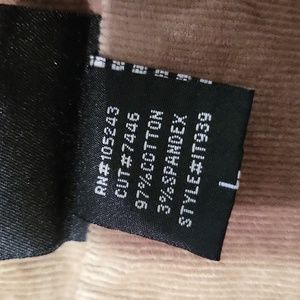 RN#105243
CUT#7446
97%COTTON
3%SPANDEX
STYLE#IT939
L